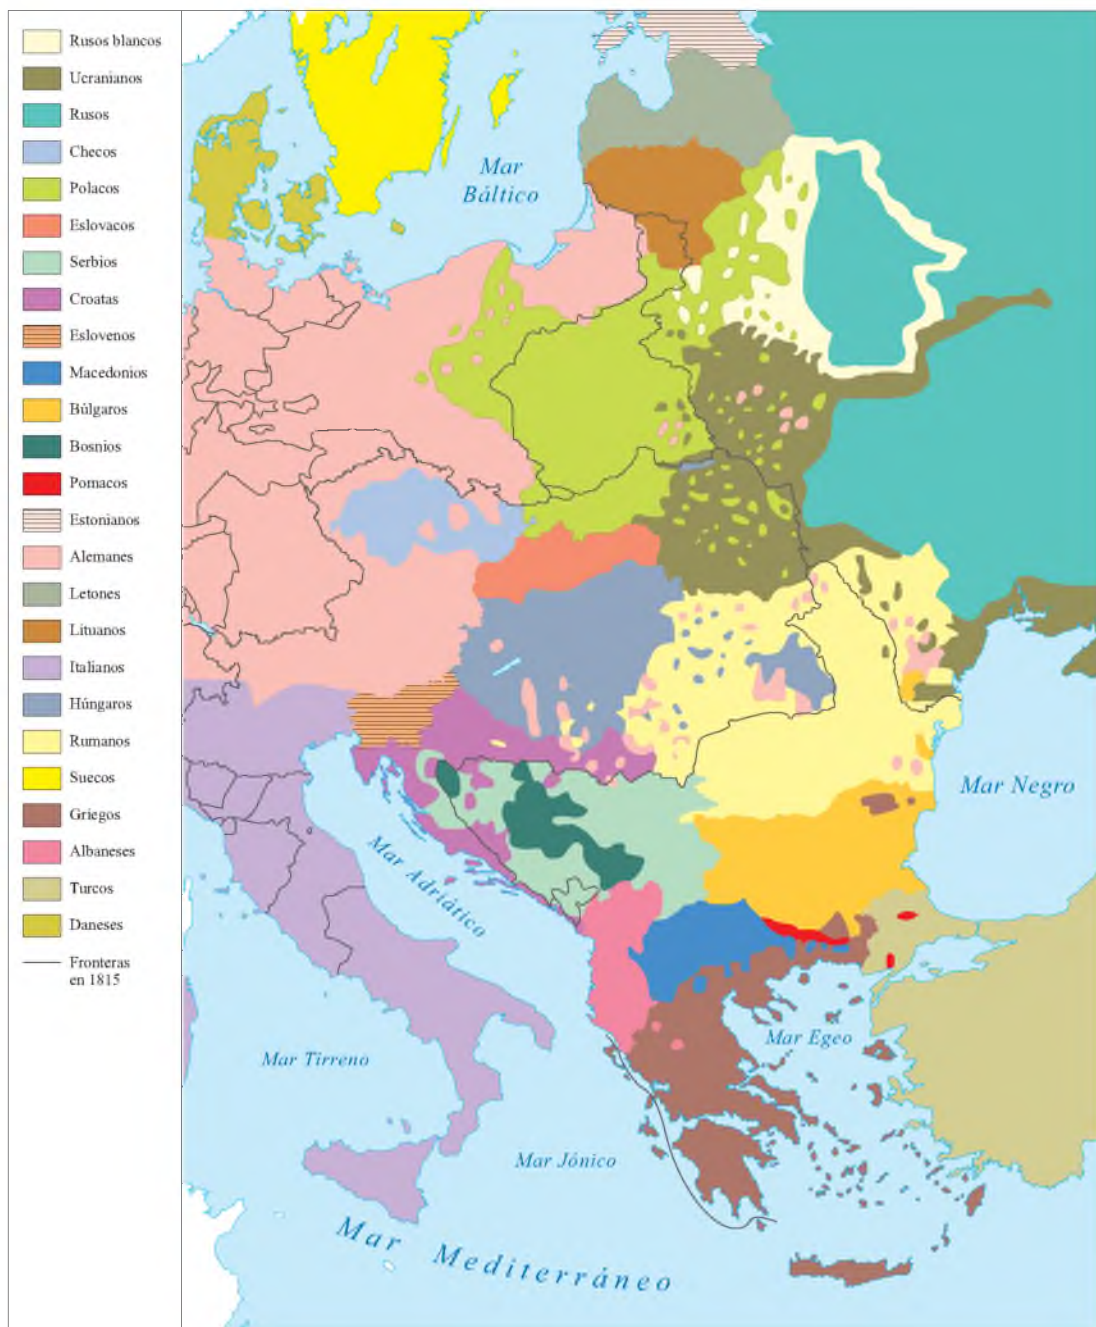 Rusos blancos
Ucranianos
Rusos
Checos
Polacos
Eslovacos
Serbios
Croatas
Eslovenos
Macedonios
Búlgaros
Bosnios
Pomacos
Estonianos
Alemanes
Letones
Lituanos
Italianos
Húngaros
Rumanos
Suecos
Griegos
Albaneses
Turcos
Daneses
Fronteras
en 1815
Mar
Báltico
Mar Negro
Mar Adriático
Mar Egeo
Mar Tirreno
Mar Jónico
Mar Mediterráneo